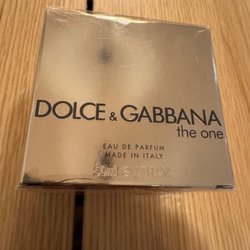 DOLCE & GABBANA
the one
EAU DE PARFUM
MADE IN ITALY